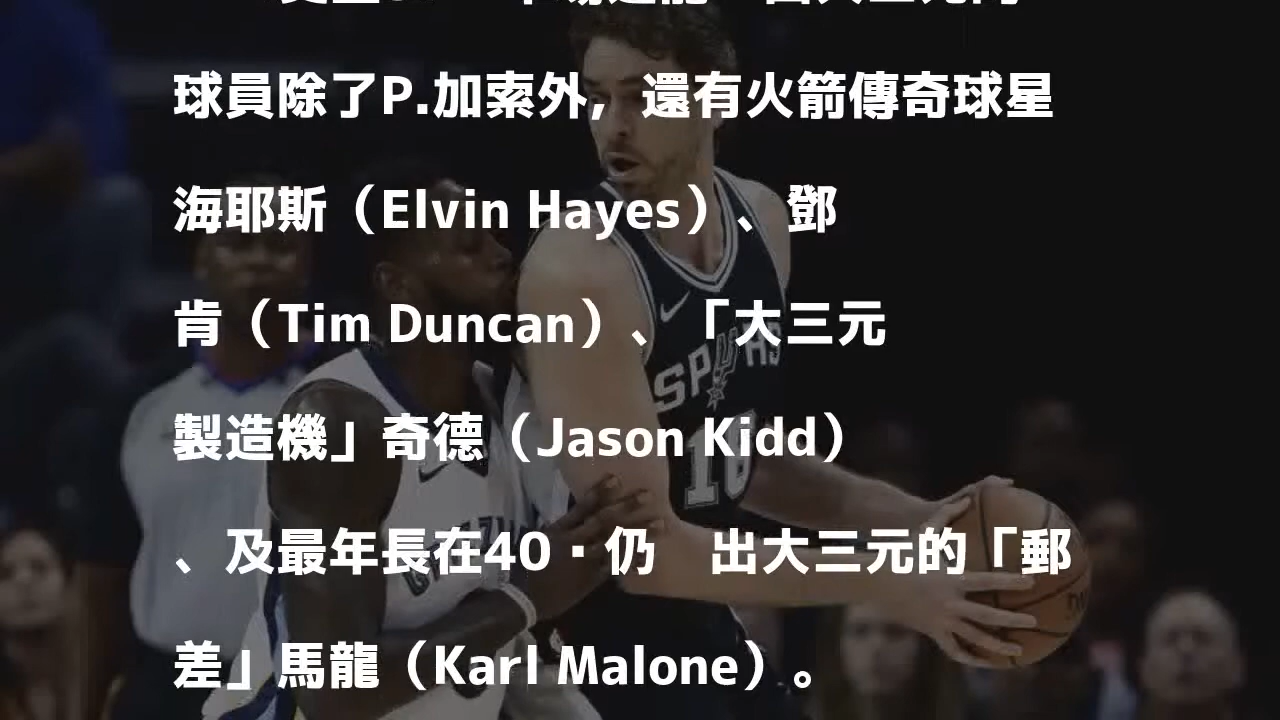 球員除了P.加索外，還有火箭傳奇球星
海耶斯（Elvin Hayes）、鄧
肯（Tim Duncan）、「大三元
製造機」奇德（Jason Kidd）
、及最年長在40·仍　出大三元的「郵
差」馬龍（Karl Malone）。
SPURS
16